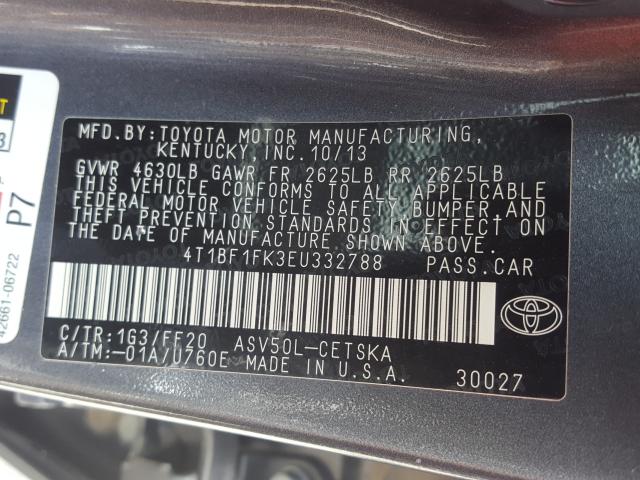 MFD.BY:TOYOTA MOTOR MANUFACTURING,
KENTUCKY,INC.10/13
GVWR 4630LB GAWR FR 2625LB RR 2625LB
THIS VEHICLE CONFORMS TO ALL APPLICABLE
FEDERAL MOTOR VEHICLE SAFETY BUMPER,AND
THEFT PREVENTION STANDARDS IN EFFECT ON
THE DATE OF MANUFACTURE SHOWN ABOVE.
4T1BF1FK3EU332788 PASS.CAR
C/TR:1G3/FF20 ASV50L-CETSKA
A/TM:-01A/U760E MADE IN U.S.A. 30027
P7
42661-06722